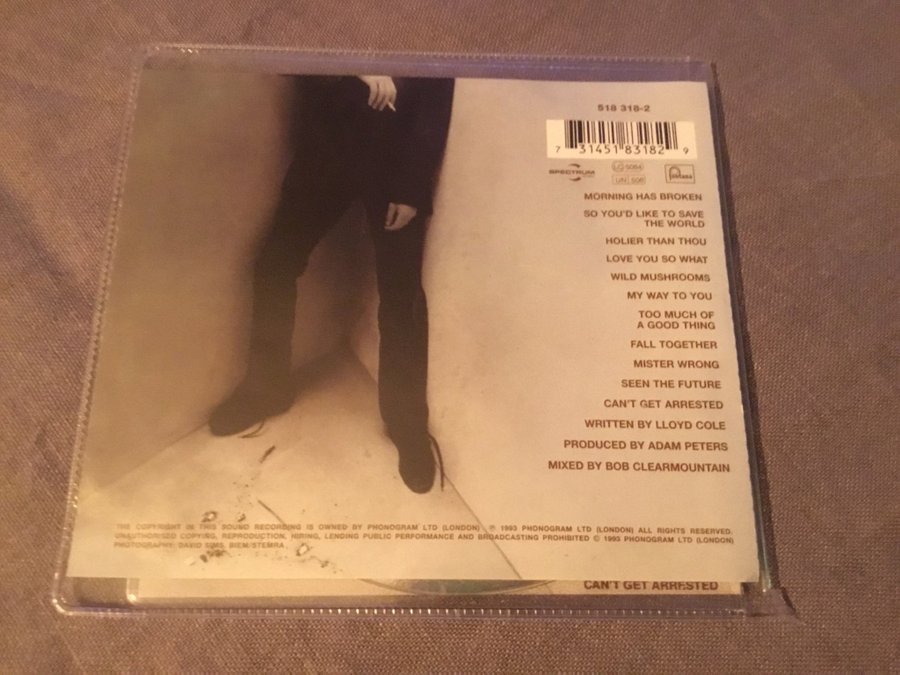 518 318-2
7 31451 83182 9
SPECTRUM
LC 5064
UN 506
fontana
MORNING HAS BROKEN
SO YOU'D LIKE TO SAVE
THE WORLD
HOLIER THAN THOU
LOVE YOU SO WHAT
WILD MUSHROOMS
MY WAY TO YOU
TOO MUCH OF
A GOOD THING
FALL TOGETHER
MISTER WRONG
SEEN THE FUTURE
CAN'T GET ARRESTED
WRITTEN BY LLOYD COLE
PRODUCED BY ADAM PETERS
MIXED BY BOB CLEARMOUNTAIN
THE COPYRIGHT IN THIS SOUND RECORDING IS OWNED BY PHONOGRAM LTD (LONDON) ℗ 1993 PHONOGRAM LTD (LONDON) ALL RIGHTS RESERVED.
UNAUTHORISED COPYING, REPRODUCTION, HIRING, LENDING PUBLIC PERFORMANCE AND BROADCASTING PROHIBITED © 1993 PHONOGRAM LTD (LONDON)
PHOTOGRAPHY: DAVID SIMS. BIEM/STEMRA
CAN'T GET ARRESTED